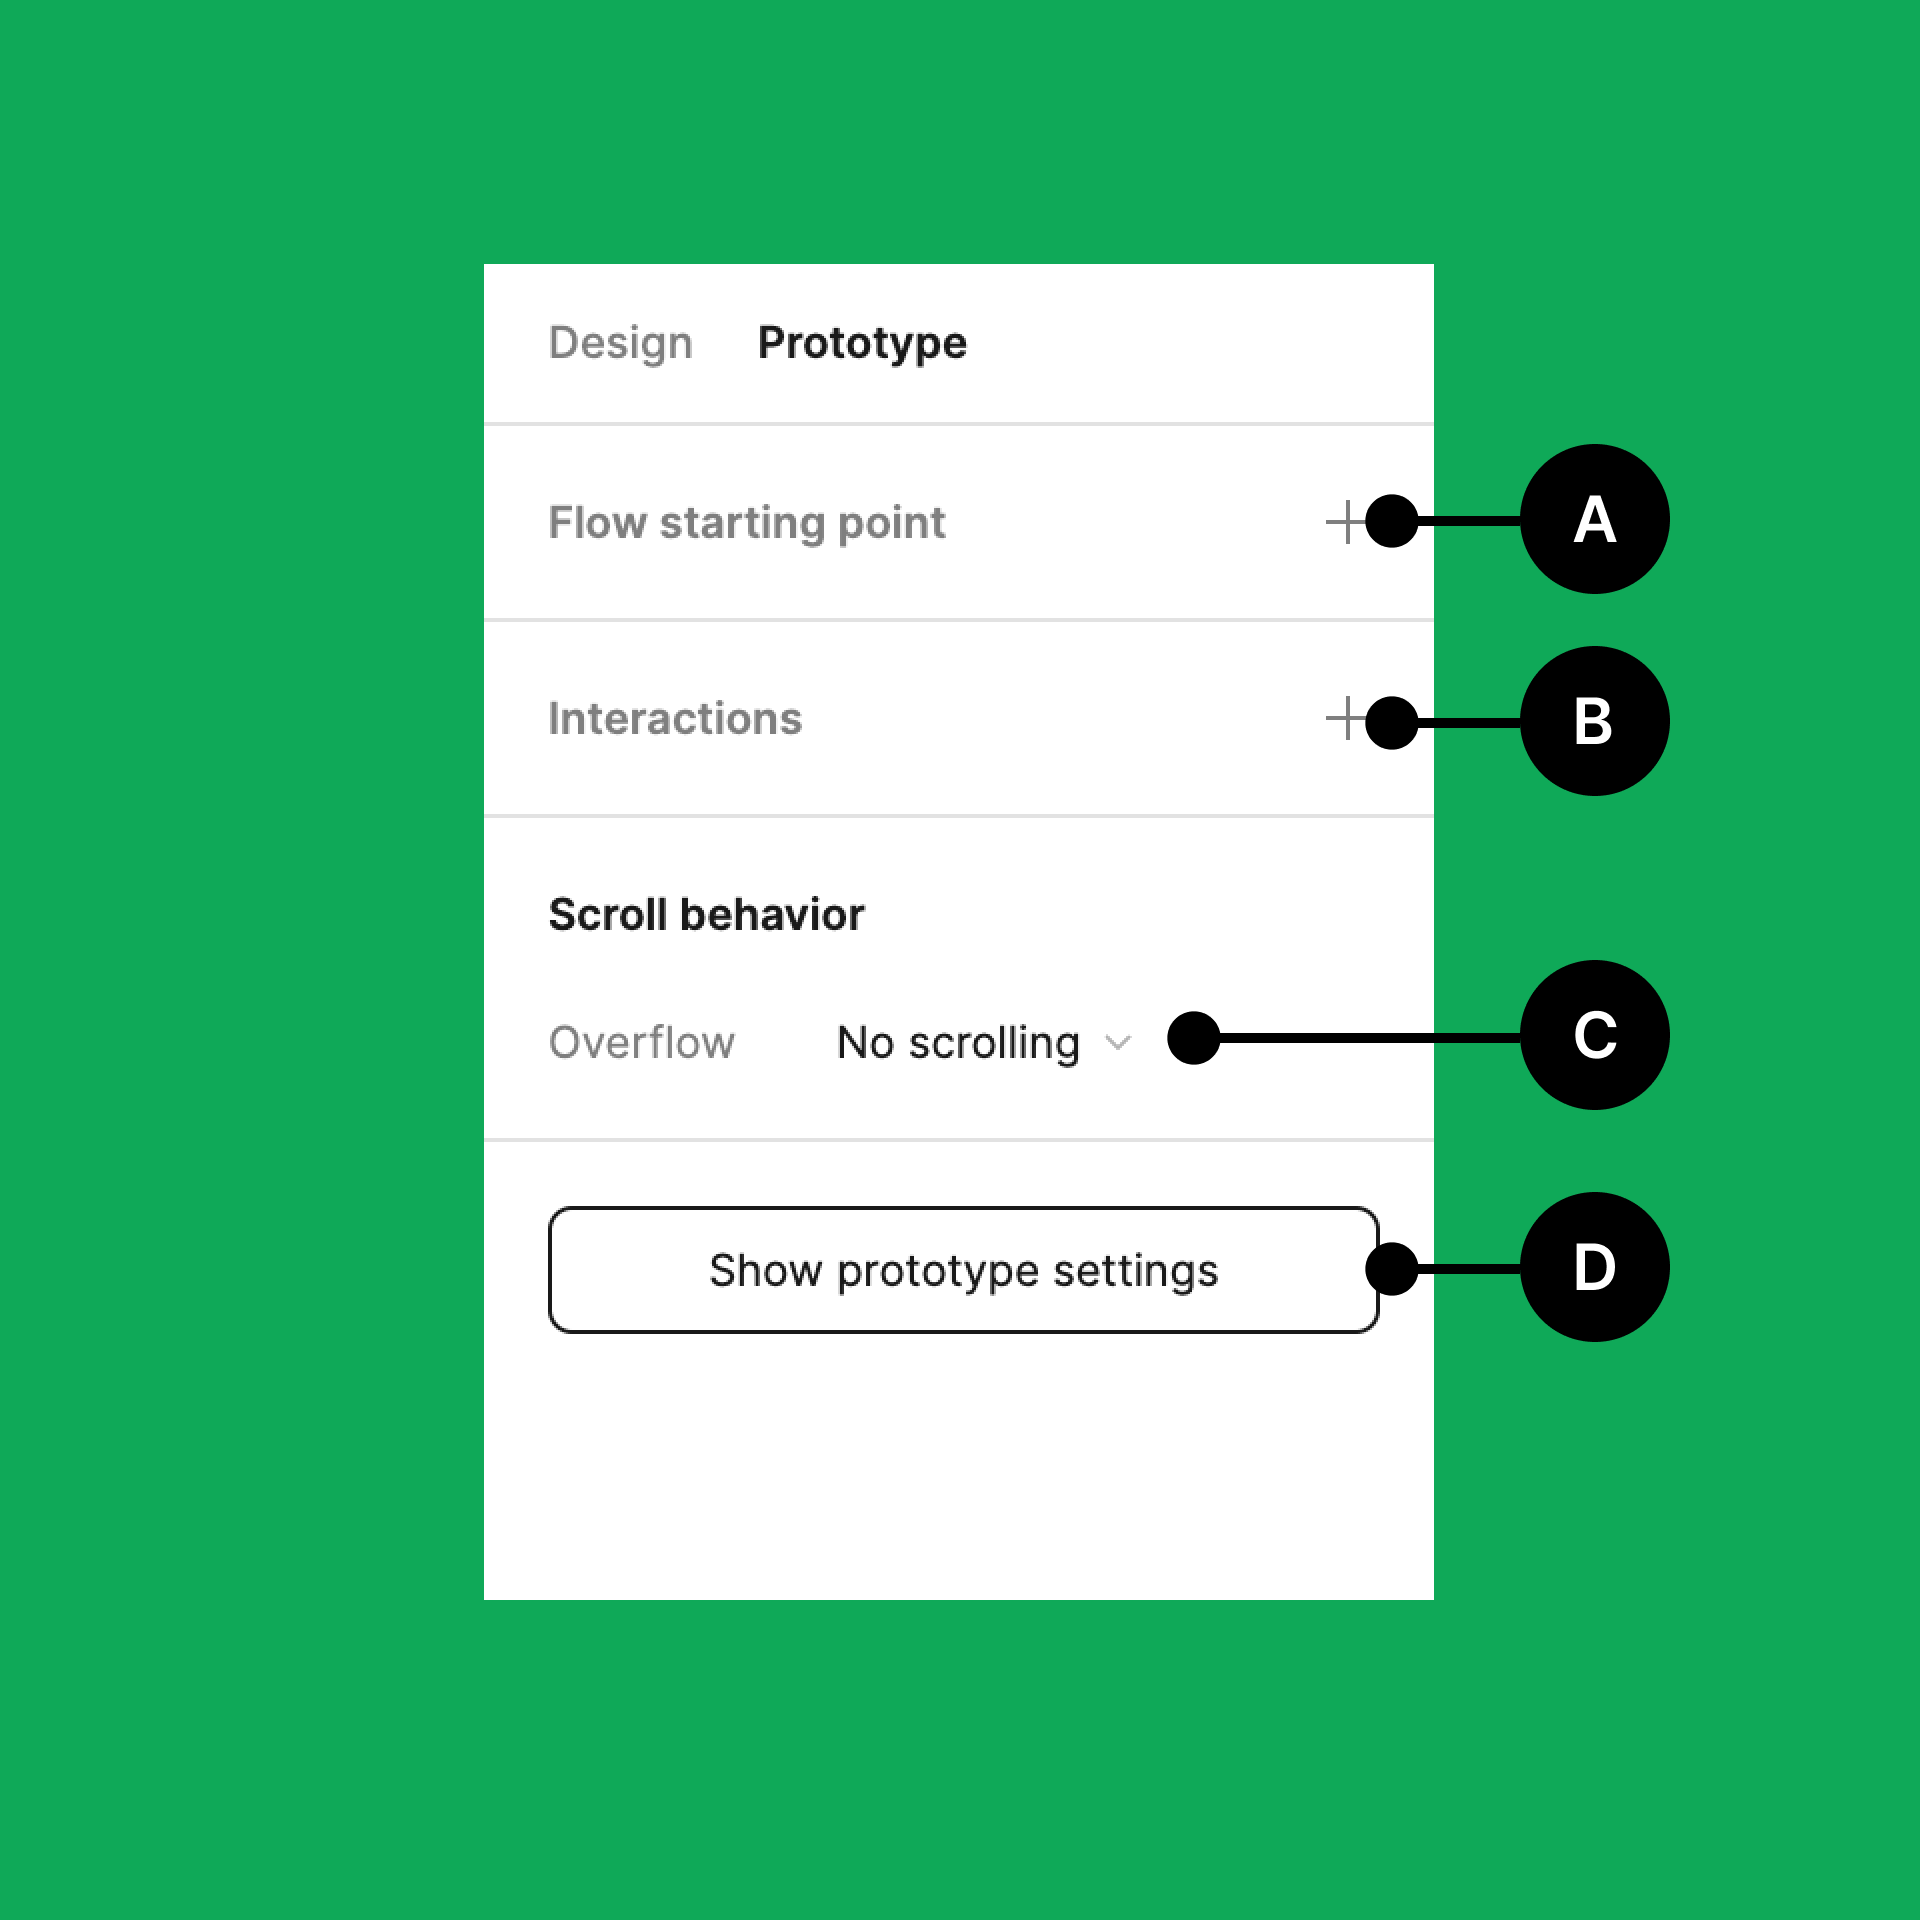 Design Prototype
Flow starting point A
Interactions B
Scroll behavior
Overflow No scrolling C
Show prototype settings D